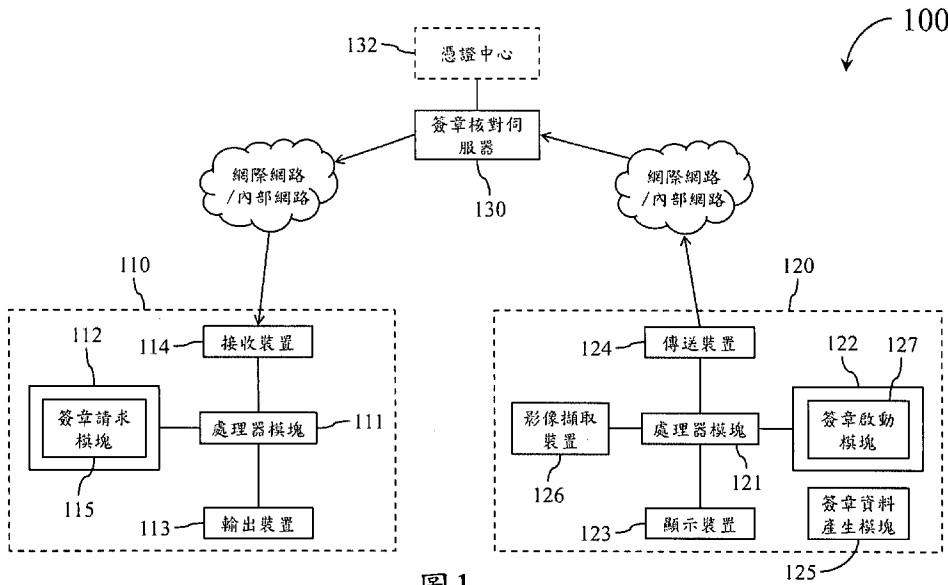 100
132
憑證中心
簽章核對伺
服器
130
網際網路
/內部網路
網際網路
/內部網路
110
120
112
114
接收裝置
簽章請求
模塊
115
處理器模塊
111
113
輸出裝置
124
傳送裝置
122
127
影像擷取
裝置
126
處理器模塊
121
簽章啟動
模塊
123
顯示裝置
簽章資料
產生模塊
125
圖1